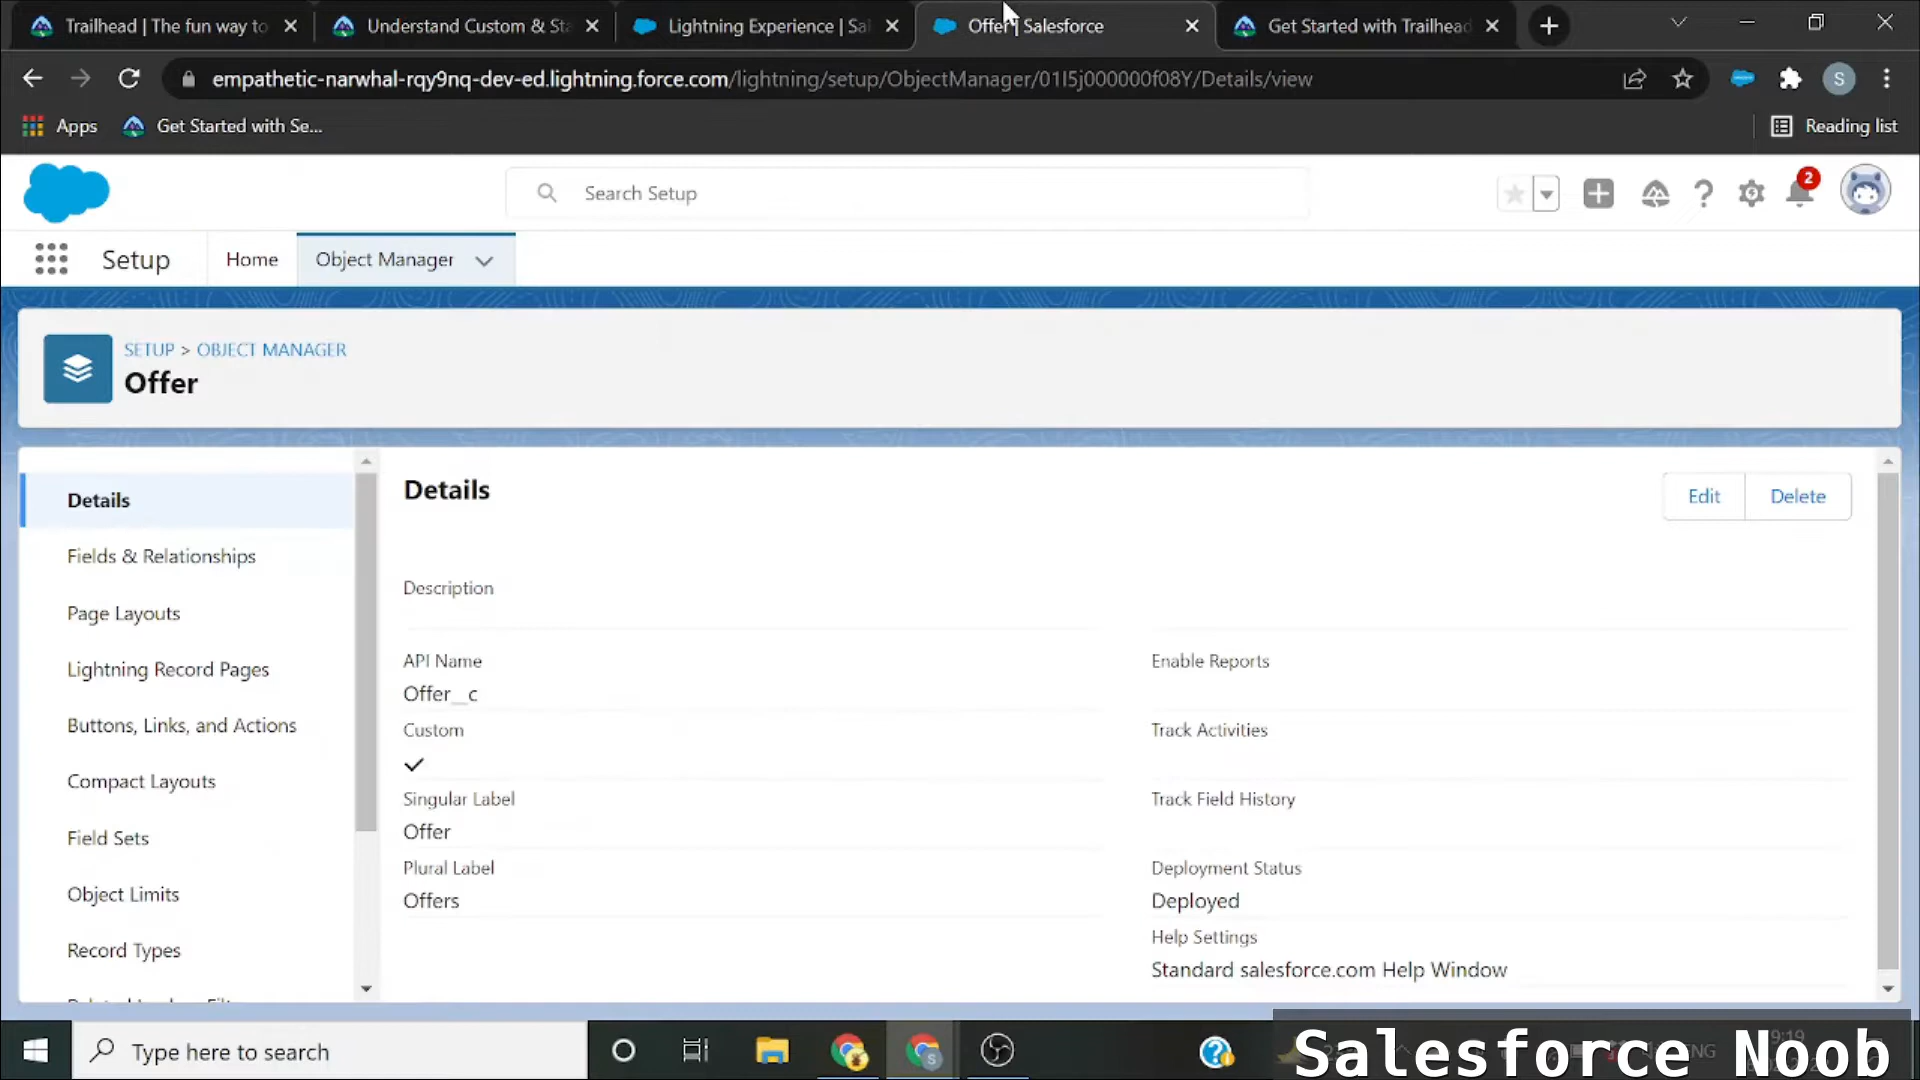 Trailhead | The fun way to
Understand Custom & Sta
Lightning Experience | Sal
Offer | Salesforce
Get Started with Trailhead
empathetic-narwhal-rqy9nq-dev-ed.lightning.force.com/lightning/setup/ObjectManager/01I5j000000f08Y/Details/view
S
Apps
Get Started with Se...
Reading list
Search Setup
2
Setup
Home
Object Manager
SETUP > OBJECT MANAGER
Offer
Details
Fields & Relationships
Page Layouts
Lightning Record Pages
Buttons, Links, and Actions
Compact Layouts
Field Sets
Object Limits
Record Types
Details
Edit
Delete
Description
API Name
Offer__c
Custom
Singular Label
Offer
Plural Label
Offers
Enable Reports
Track Activities
Track Field History
Deployment Status
Deployed
Help Settings
Standard salesforce.com Help Window
Type here to search
9:19
ENG
Salesforce Noob